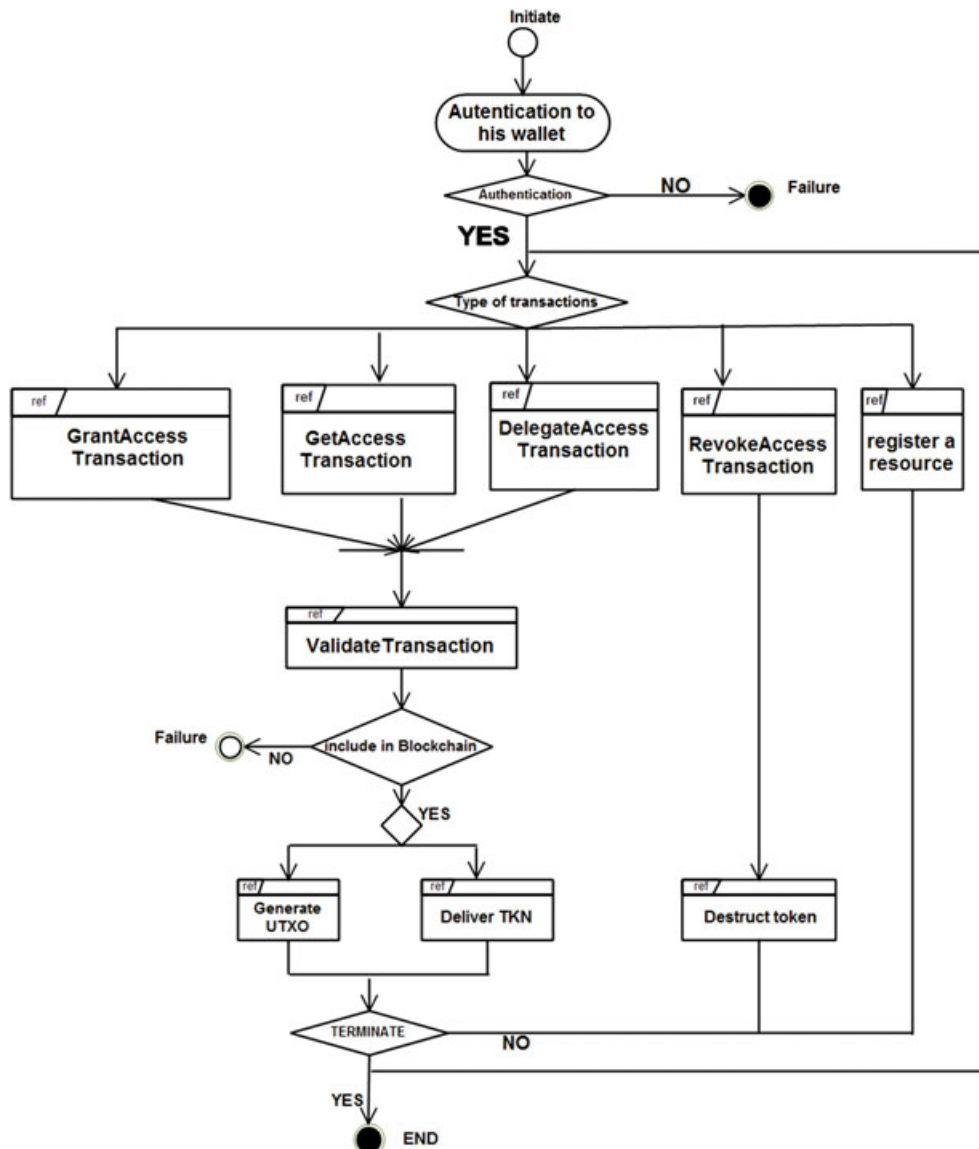 Initiate
Autentication to
his wallet
Authentication
NO
Failure
YES
Type of transactions
ref
GrantAccess
Transaction
ref
GetAccess
Transaction
ref
DelegateAccess
Transaction
ref
RevokeAccess
Transaction
ref
register a
resource
ref
ValidateTransaction
Failure
NO
include in Blockchain
YES
ref
Generate
UTXO
ref
Deliver TKN
ref
Destruct token
TERMINATE
NO
YES
END